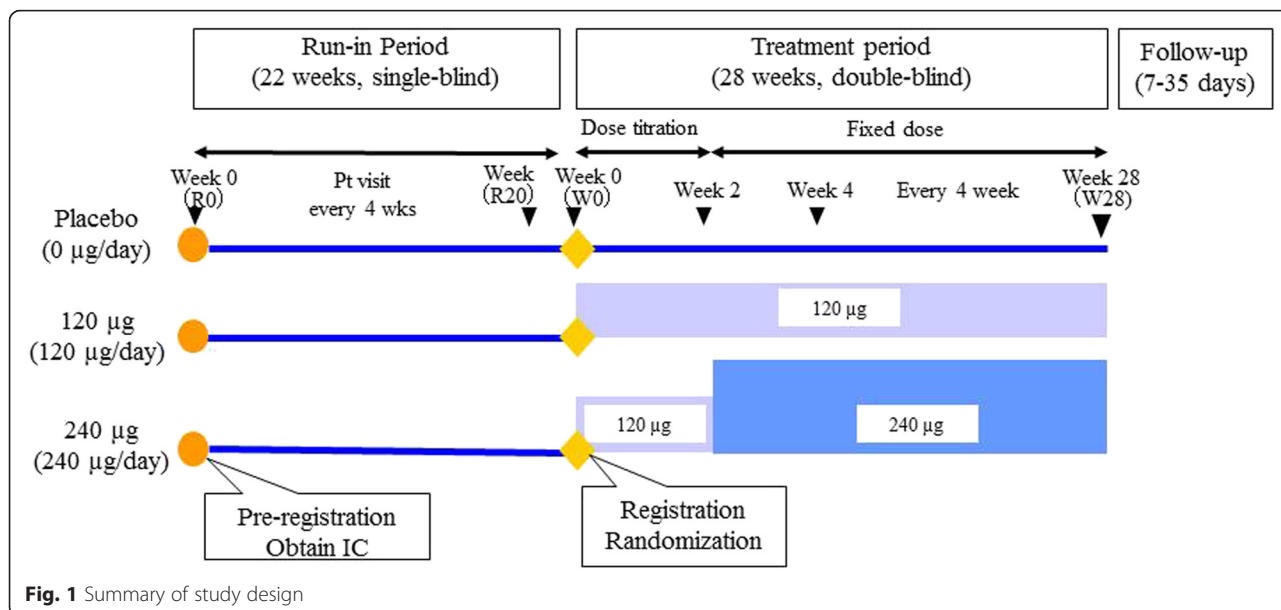 Run-in Period
(22 weeks, single-blind)
Treatment period
(28 weeks, double-blind)
Follow-up
(7-35 days)
Dose titration
Fixed dose
Week 0
(R0)
Pt visit
every 4 wks
Week
(R20)
Week 0
(W0)
Week 2
Week 4
Every 4 week
Week 28
(W28)
Placebo
(0 µg/day)
120 µg
(120 µg/day)
120 µg
240 µg
(240 µg/day)
120 µg
240 µg
Pre-registration
Obtain IC
Registration
Randomization
Fig. 1 Summary of study design